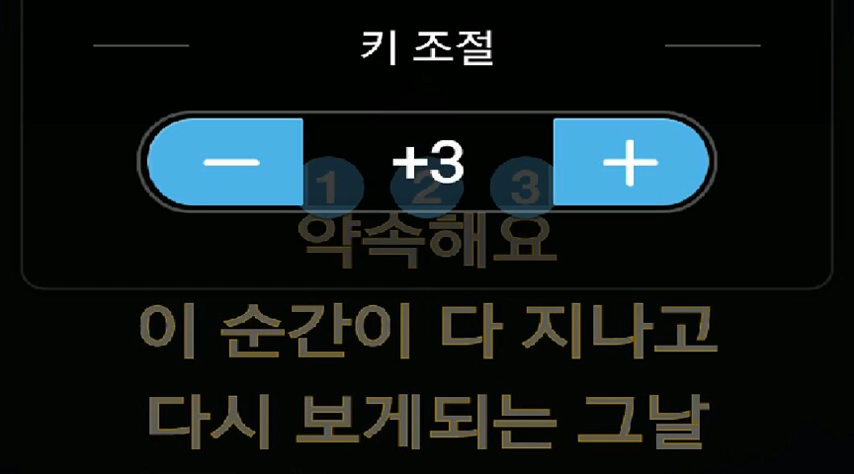 키 조절
− +3 +
1 2 3
약속해요
이 순간이 다 지나고
다시 보게되는 그날